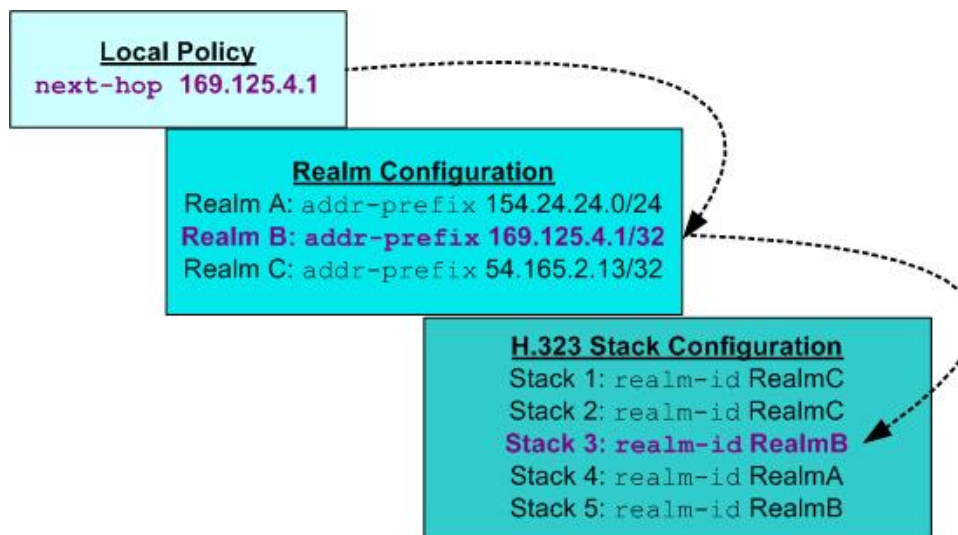 Local Policy
next-hop 169.125.4.1
Realm Configuration
Realm A: addr-prefix 154.24.24.0/24
Realm B: addr-prefix 169.125.4.1/32
Realm C: addr-prefix 54.165.2.13/32
H.323 Stack Configuration
Stack 1: realm-id RealmC
Stack 2: realm-id RealmC
Stack 3: realm-id RealmB
Stack 4: realm-id RealmA
Stack 5: realm-id RealmB